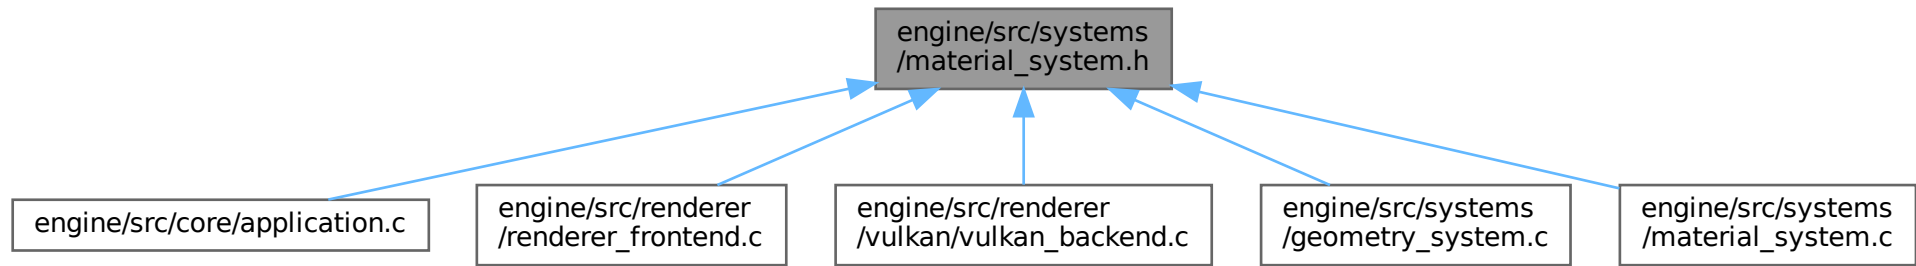 engine/src/systems
/material_system.h
engine/src/core/application.c
engine/src/renderer
/renderer_frontend.c
engine/src/renderer
/vulkan/vulkan_backend.c
engine/src/systems
/geometry_system.c
engine/src/systems
/material_system.c